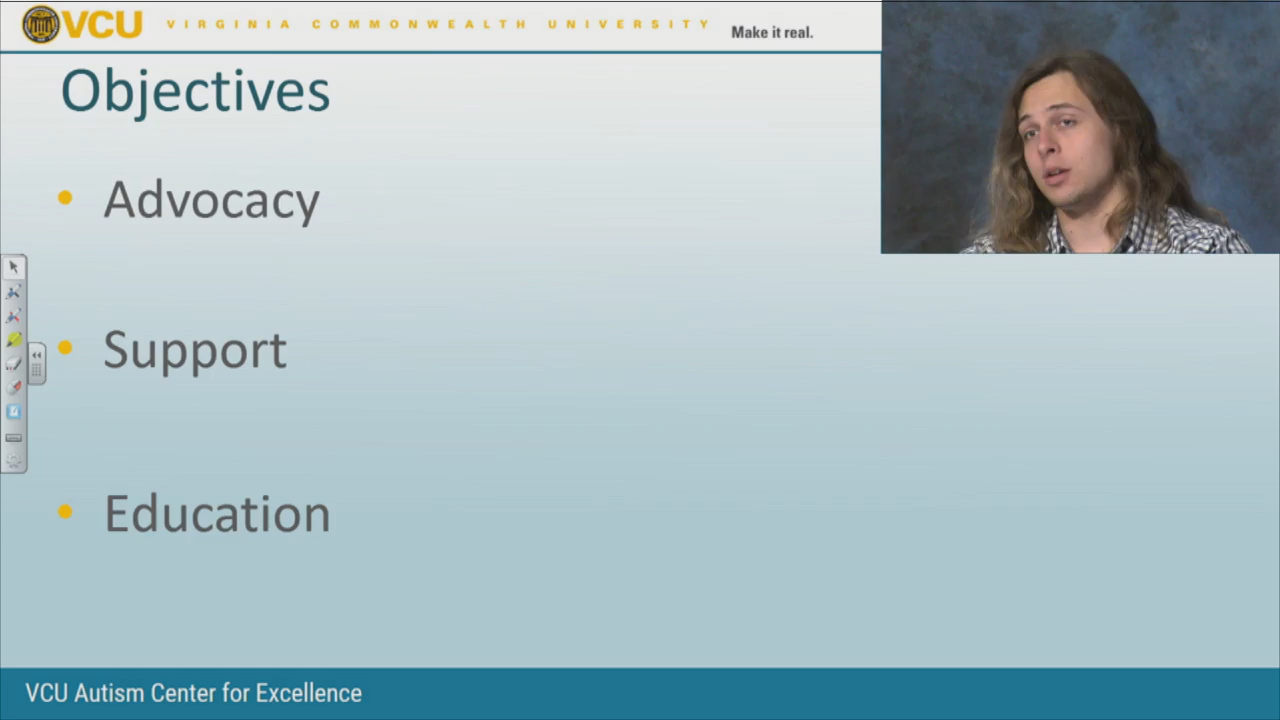 VCU VIRGINIA COMMONWEALTH UNIVERSITY Make it real.
Objectives
• Advocacy
• Support
• Education
VCU Autism Center for Excellence